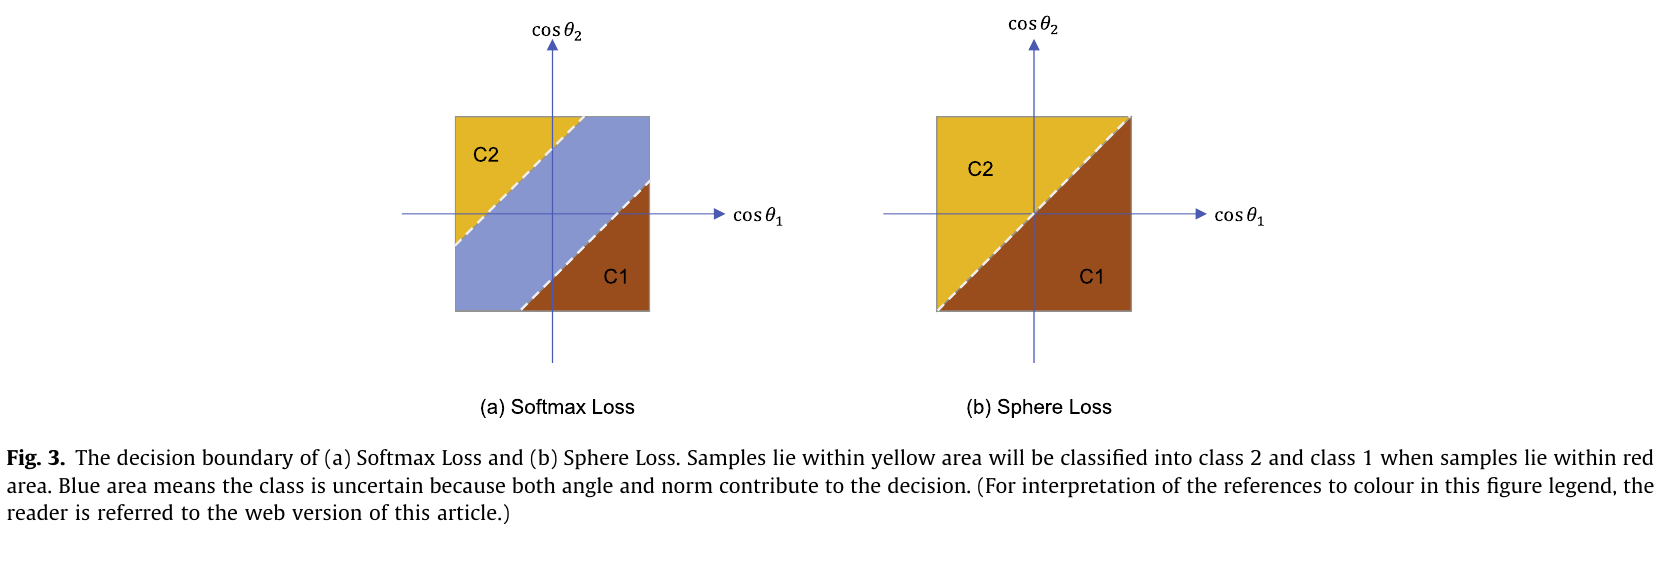 cos θ₂
cos θ₂
C2
C2
cos θ₁
cos θ₁
C1
C1
(a) Softmax Loss
(b) Sphere Loss
Fig. 3. The decision boundary of (a) Softmax Loss and (b) Sphere Loss. Samples lie within yellow area will be classified into class 2 and class 1 when samples lie within red
area. Blue area means the class is uncertain because both angle and norm contribute to the decision. (For interpretation of the references to colour in this figure legend, the
reader is referred to the web version of this article.)